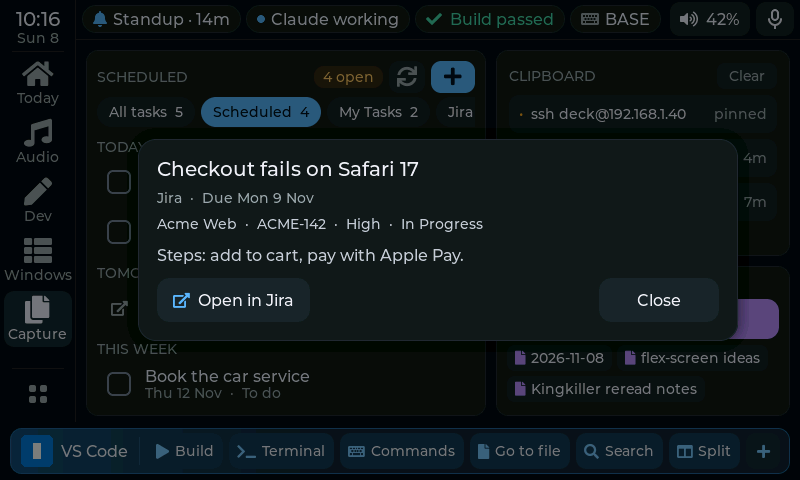 10:16
Sun 8
Standup · 14m
Claude working
Build passed
BASE
42%
Today
Audio
Dev
Windows
Capture
SCHEDULED
4 open
All tasks 5
Scheduled 4
My Tasks 2
Jira
TODAY
TOMO
THIS WEEK
Book the car service
Thu 12 Nov · To do
CLIPBOARD
Clear
ssh deck@192.168.1.40
pinned
4m
7m
2026-11-08
flex-screen ideas
Kingkiller reread notes
Checkout fails on Safari 17
Jira · Due Mon 9 Nov
Acme Web · ACME-142 · High · In Progress
Steps: add to cart, pay with Apple Pay.
Open in Jira
Close
VS Code
Build
Terminal
Commands
Go to file
Search
Split